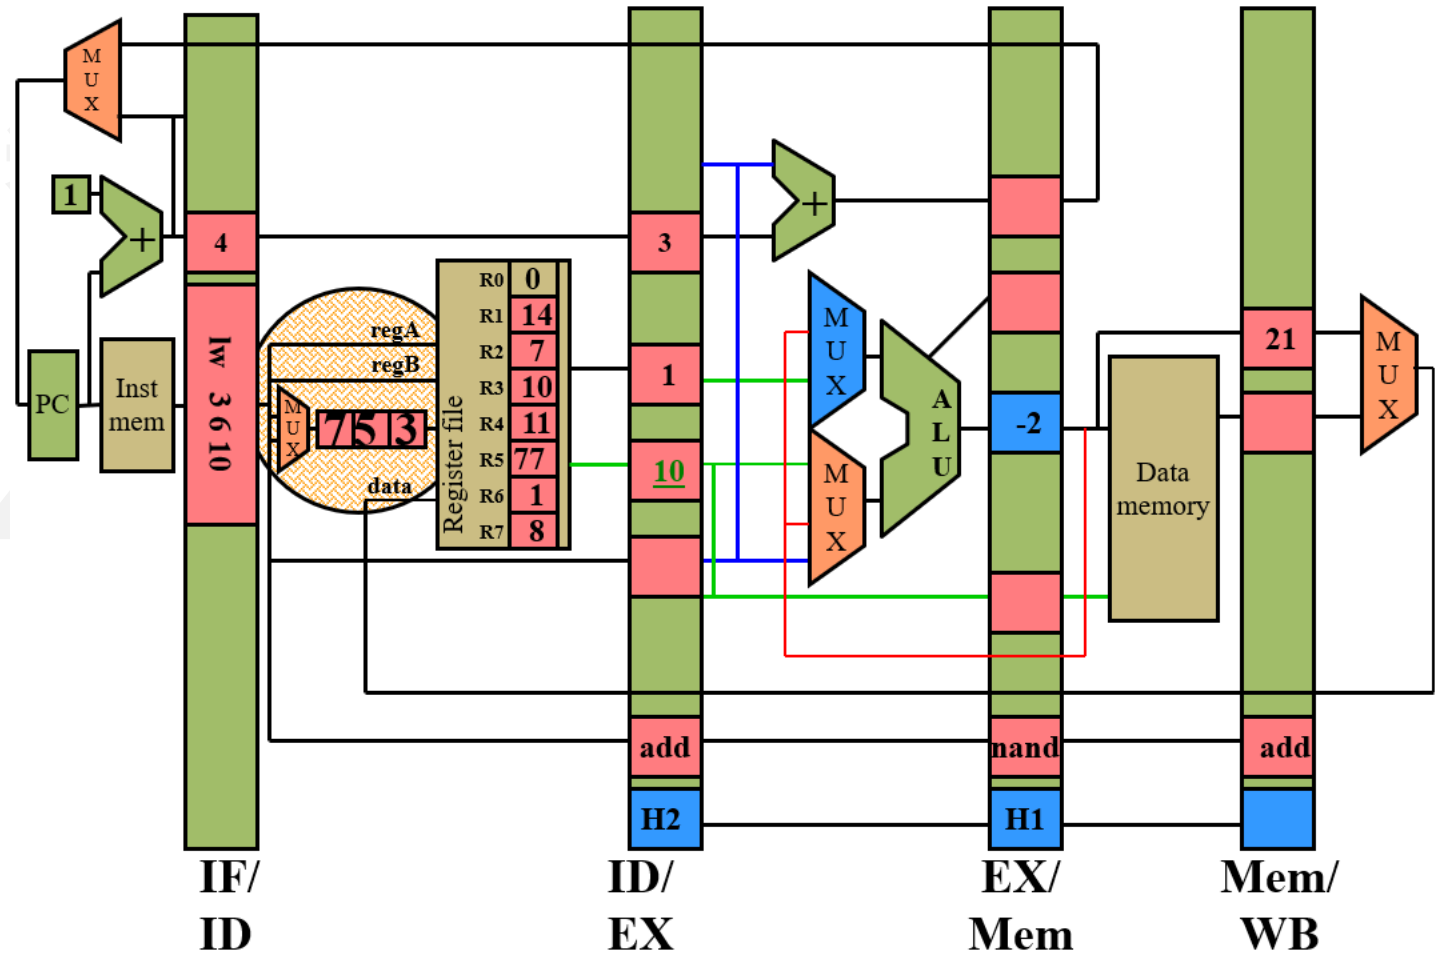 M
U
X
1
+
4
3
+
lw 3 6 10
PC
Inst
mem
regA
regB
M
U
X
7 5 3
data
Register file
R0 0
R1 14
R2 7
R3 10
R4 11
R5 77
R6 1
R7 8
1
10
M
U
X
M
U
X
A
L
U
-2
Data
memory
21
M
U
X
add
nand
add
H2
H1
IF/
ID
ID/
EX
EX/
Mem
Mem/
WB